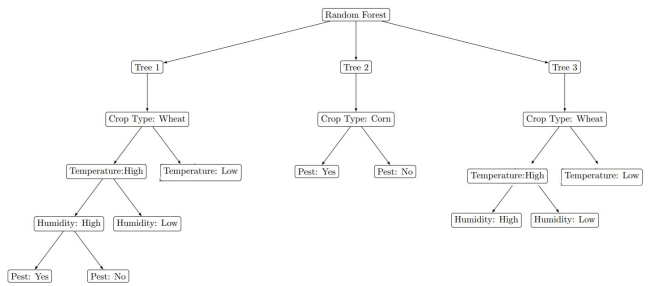 Random Forest
Tree 1 Tree 2 Tree 3
Crop Type: Wheat Crop Type: Corn Crop Type: Wheat
Temperature:High Temperature: Low Pest: Yes Pest: No Temperature:High Temperature: Low
Humidity: High Humidity: Low Humidity: High Humidity: Low
Pest: Yes Pest: No